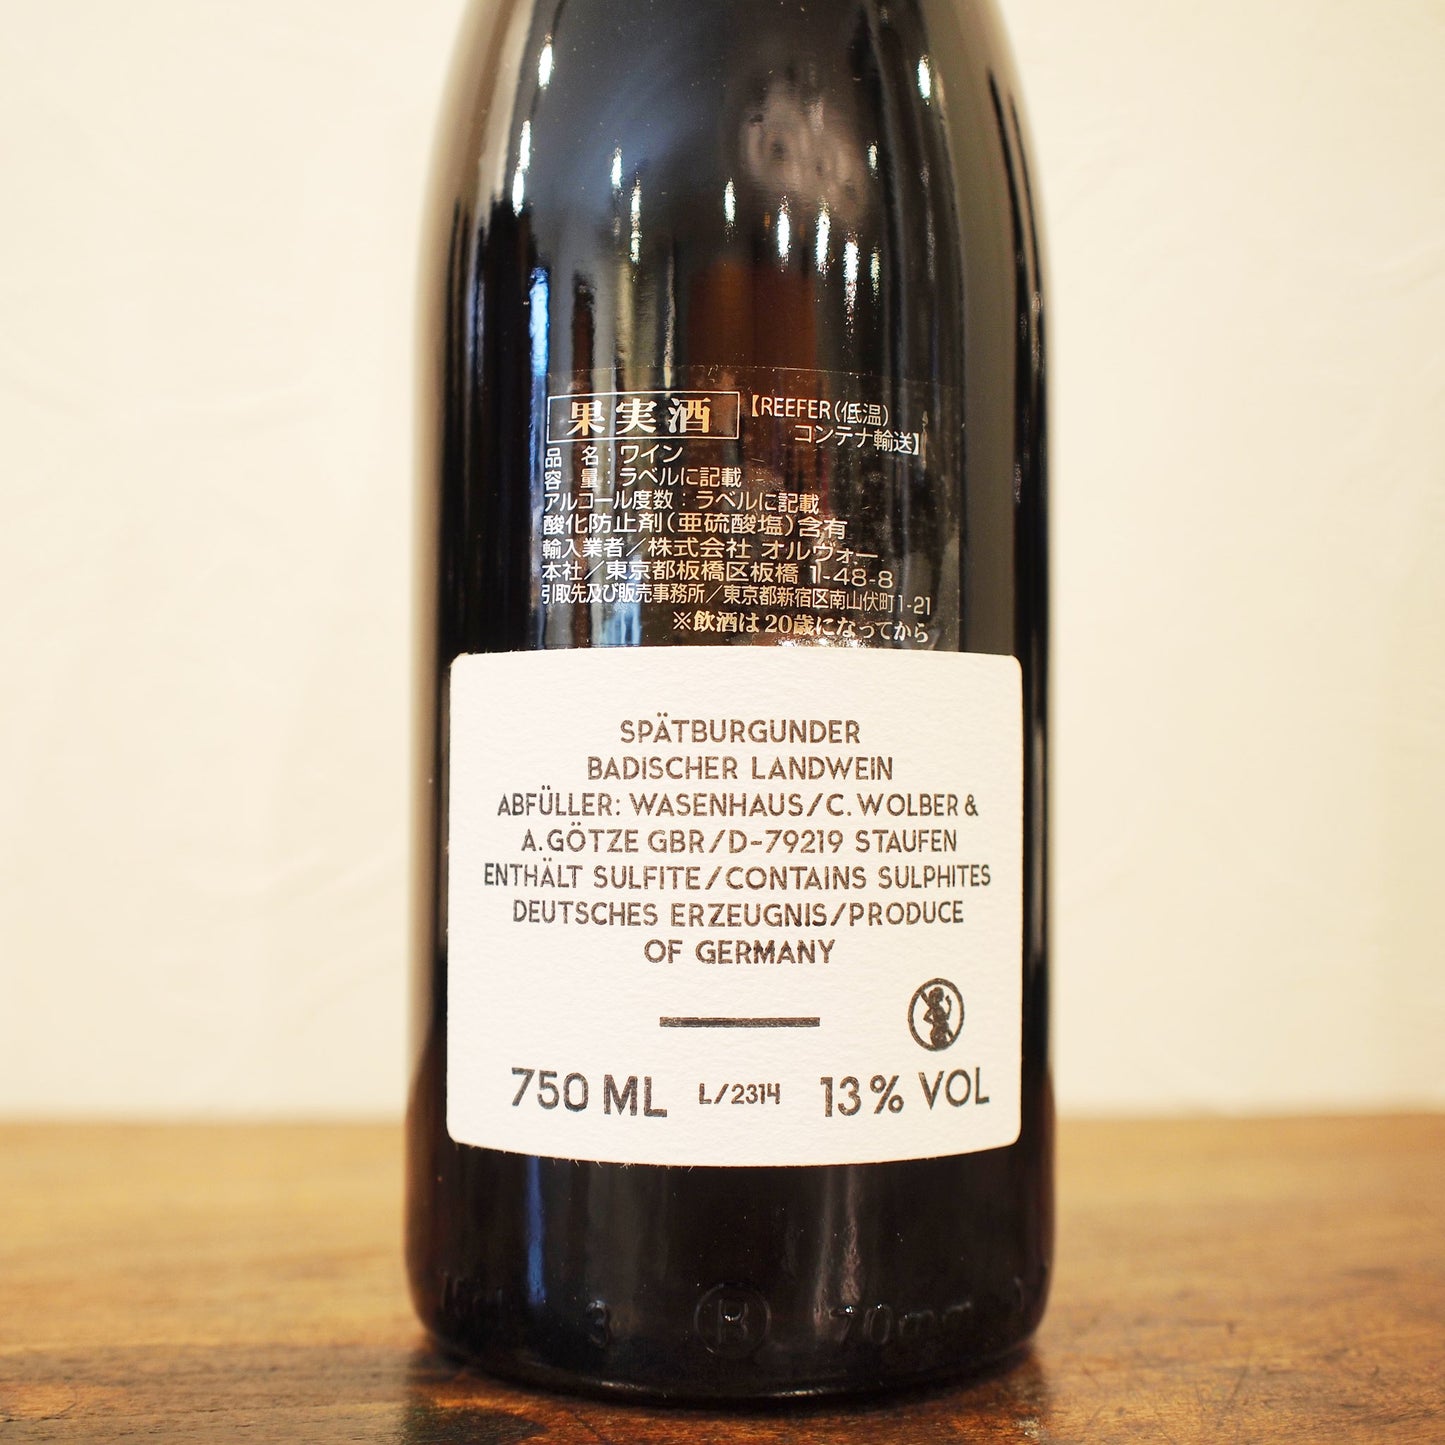 果実酒 【REEFER(低温)
コンテナ輸送】
品 名:ワイン
容 量:ラベルに記載
アルコール度数:ラベルに記載
酸化防止剤(亜硫酸塩)含有
輸入業者/株式会社 オルヴォー
本社/東京都板橋区板橋 1-48-8
引取先及び販売事務所/東京都新宿区南山伏町1-21
※飲酒は20歳になってから
SPÄTBURGUNDER
BADISCHER LANDWEIN
ABFÜLLER: WASENHAUS/C. WOLBER &
A. GÖTZE GBR/D-79219 STAUFEN
ENTHÄLT SULFITE/CONTAINS SULPHITES
DEUTSCHES ERZEUGNIS/PRODUCE
OF GERMANY
750 ML L/2314 13% VOL
3 R 70mm